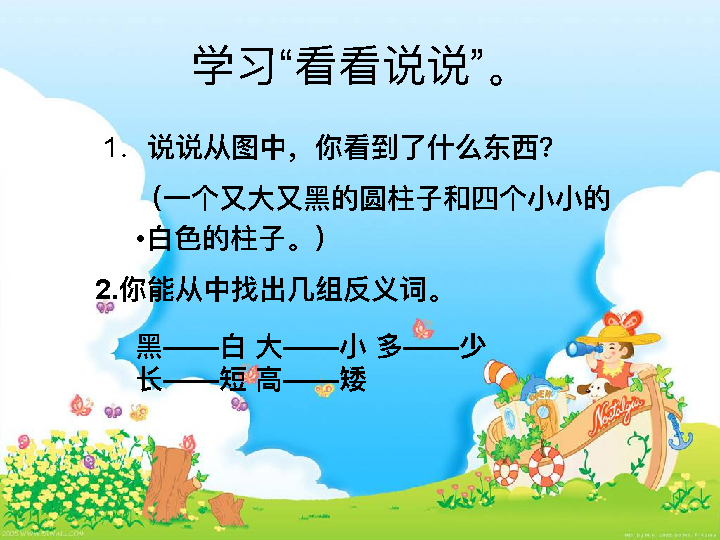 学习“看看说说”。
1．说说从图中，你看到了什么东西?
（一个又大又黑的圆柱子和四个小小的
•白色的柱子。）
2.你能从中找出几组反义词。
黑——白 大——小 多——少
长——短 高——矮
Nostalgia